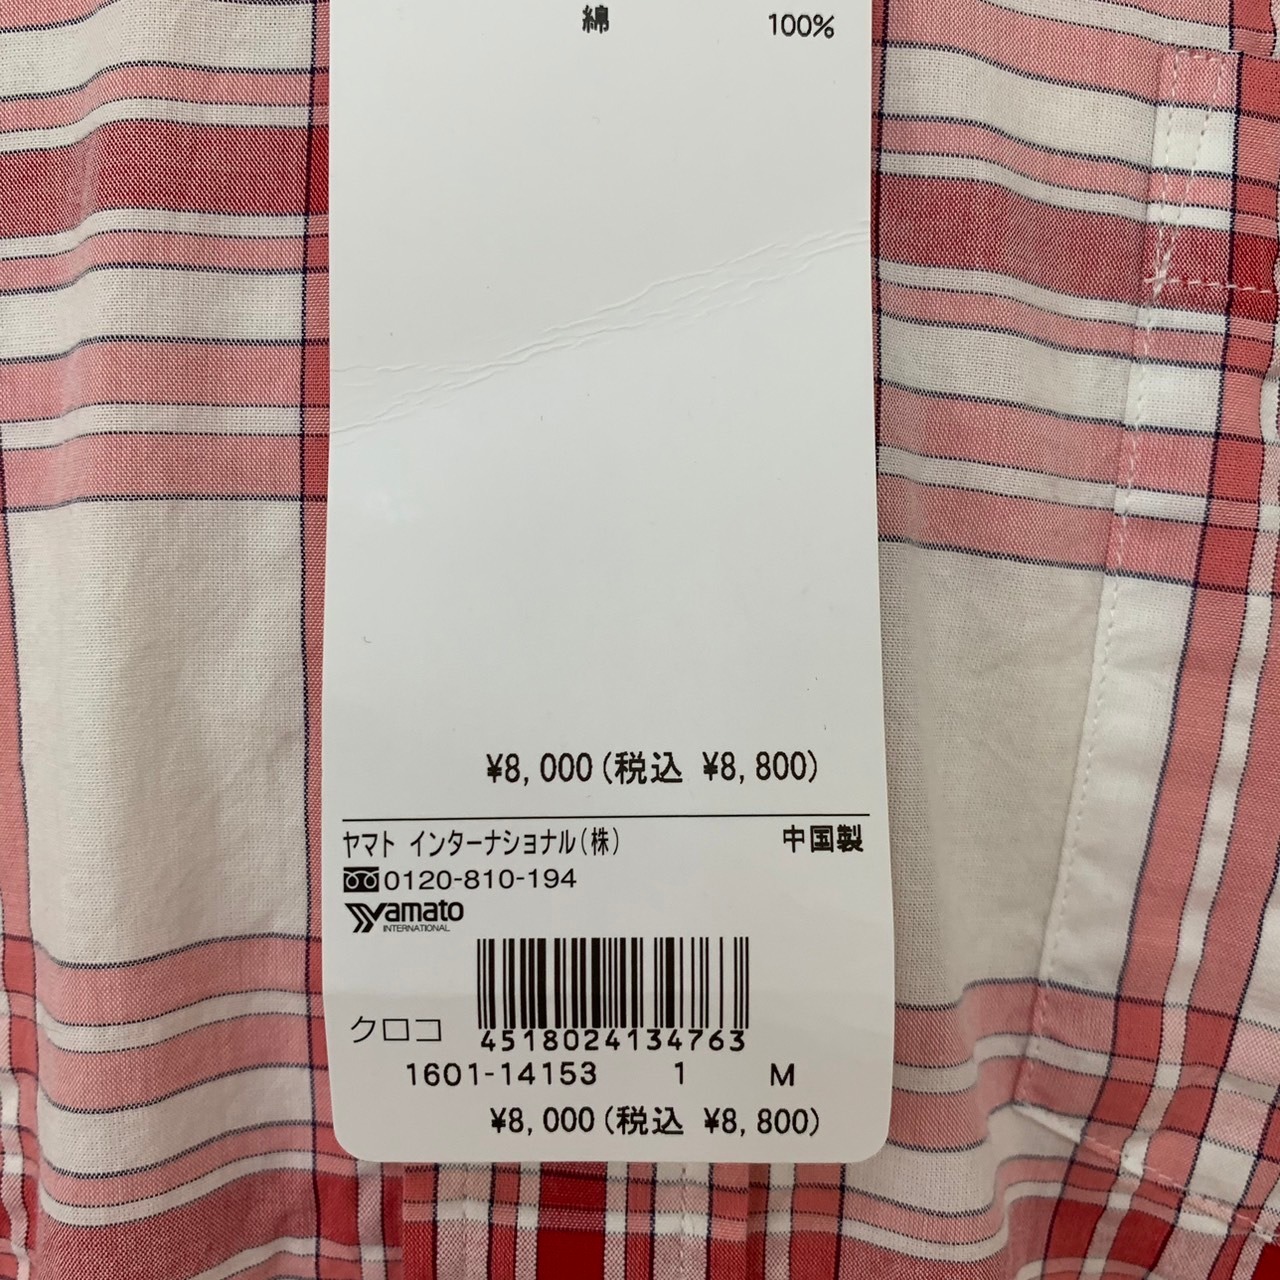 綿 100%
¥8,000(税込 ¥8,800)
ヤマト インターナショナル(株) 中国製
0120-810-194
Yamato
INTERNATIONAL
クロコ
4518024134763
1601-14153 1 M
¥8,000(税込 ¥8,800)